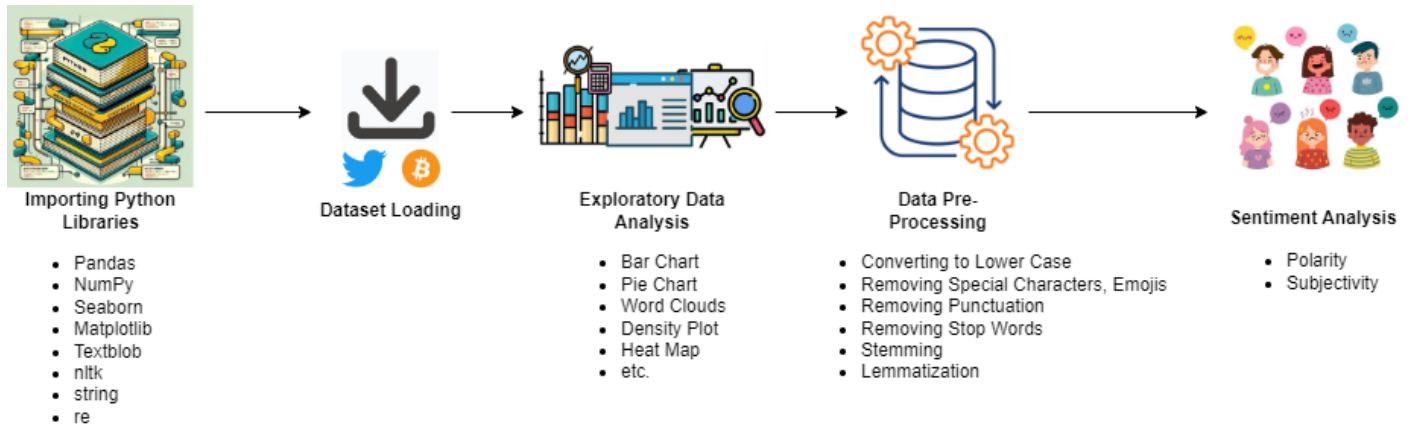 PYTHON
Importing Python
Libraries
Pandas
NumPy
Seaborn
Matplotlib
Textblob
nltk
string
re
Dataset Loading
Exploratory Data
Analysis
Bar Chart
Pie Chart
Word Clouds
Density Plot
Heat Map
etc.
Data Pre-
Processing
Converting to Lower Case
Removing Special Characters, Emojis
Removing Punctuation
Removing Stop Words
Stemming
Lemmatization
Sentiment Analysis
Polarity
Subjectivity